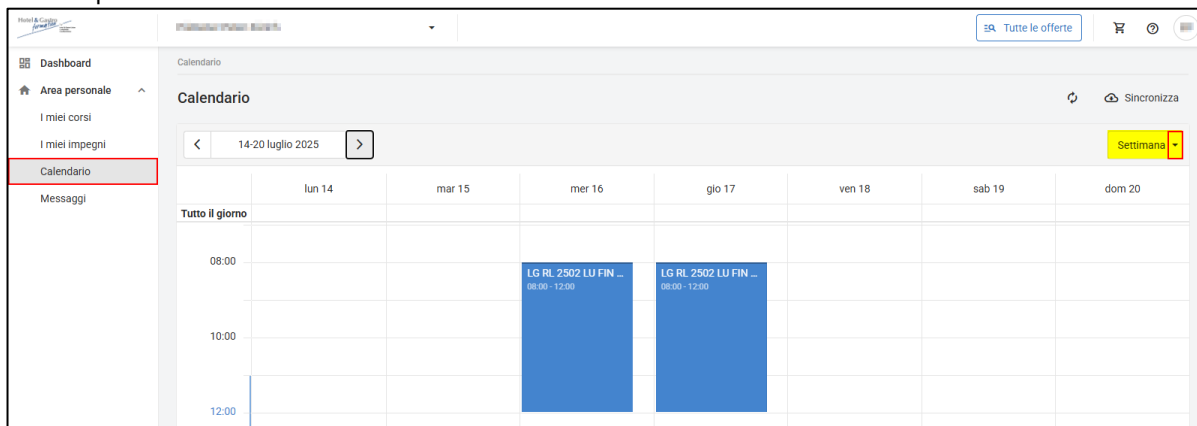 Hotel & Gastro
formation
Tutte le offerte
Dashboard
Calendario
Area personale
Calendario
Sincronizza
I miei corsi
I miei impegni
14-20 luglio 2025
Settimana
Calendario
Messaggi
lun 14
mar 15
mer 16
gio 17
ven 18
sab 19
dom 20
Tutto il giorno
08:00
LG RL 2502 LU FIN ...
08:00 - 12:00
LG RL 2502 LU FIN ...
08:00 - 12:00
10:00
12:00